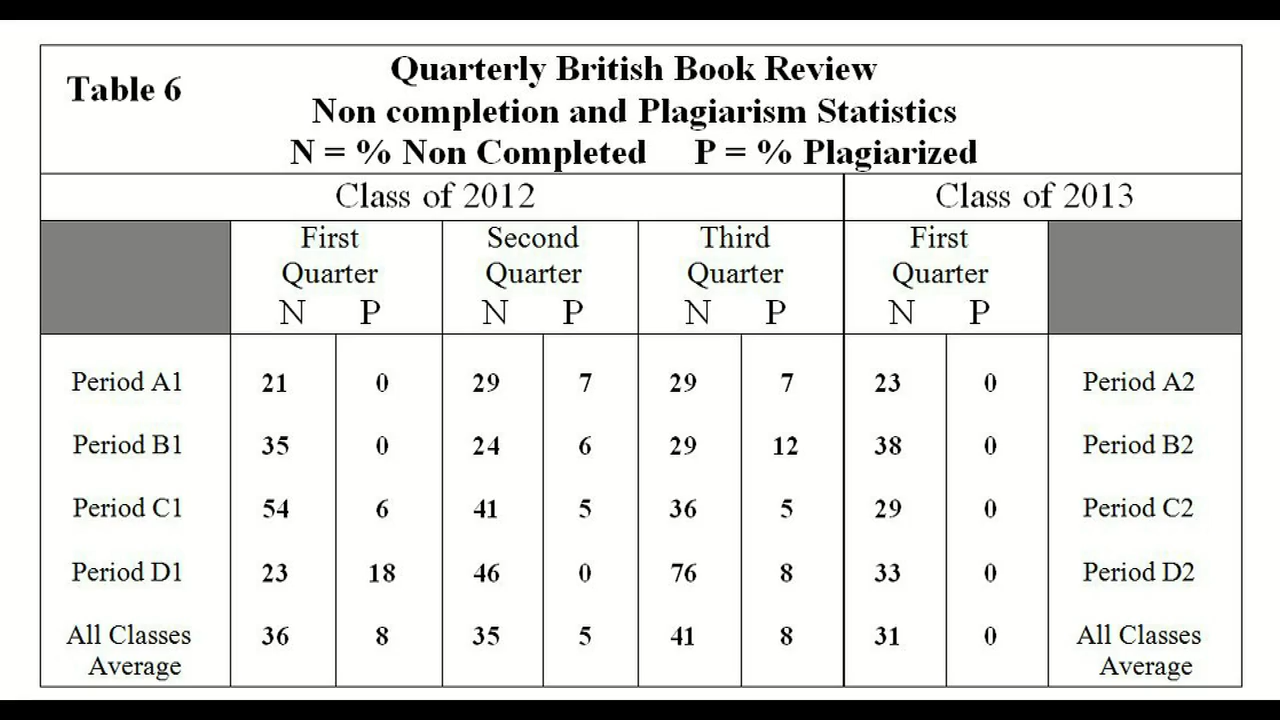 Table 6
Quarterly British Book Review
Non completion and Plagiarism Statistics
N = % Non Completed P = % Plagiarized
Class of 2012 Class of 2013
First Second Third First
Quarter Quarter Quarter Quarter
N P N P N P N P
Period A1 21 0 29 7 29 7 23 0 Period A2
Period B1 35 0 24 6 29 12 38 0 Period B2
Period C1 54 6 41 5 36 5 29 0 Period C2
Period D1 23 18 46 0 76 8 33 0 Period D2
All Classes 36 8 35 5 41 8 31 0 All Classes
Average Average